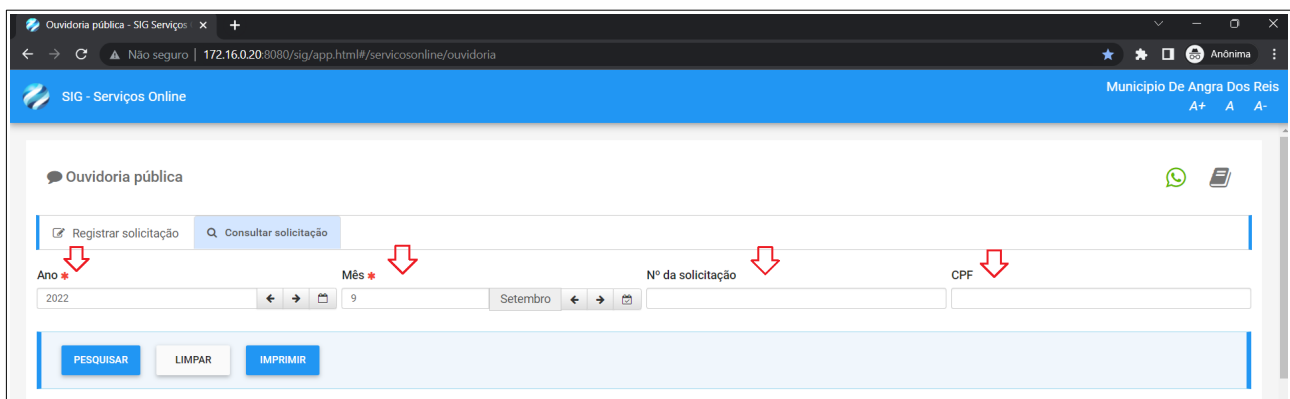 Ouvidoria pública - SIG Serviços
Não seguro | 172.16.0.20:8080/sig/app.html#/servicosonline/ouvidoria
Anônima
SIG - Serviços Online
Municipio De Angra Dos Reis
A+ A A-
Ouvidoria pública
Registrar solicitação Consultar solicitação
Ano * Mês * Nº da solicitação CPF
2022 9 Setembro
PESQUISAR LIMPAR IMPRIMIR